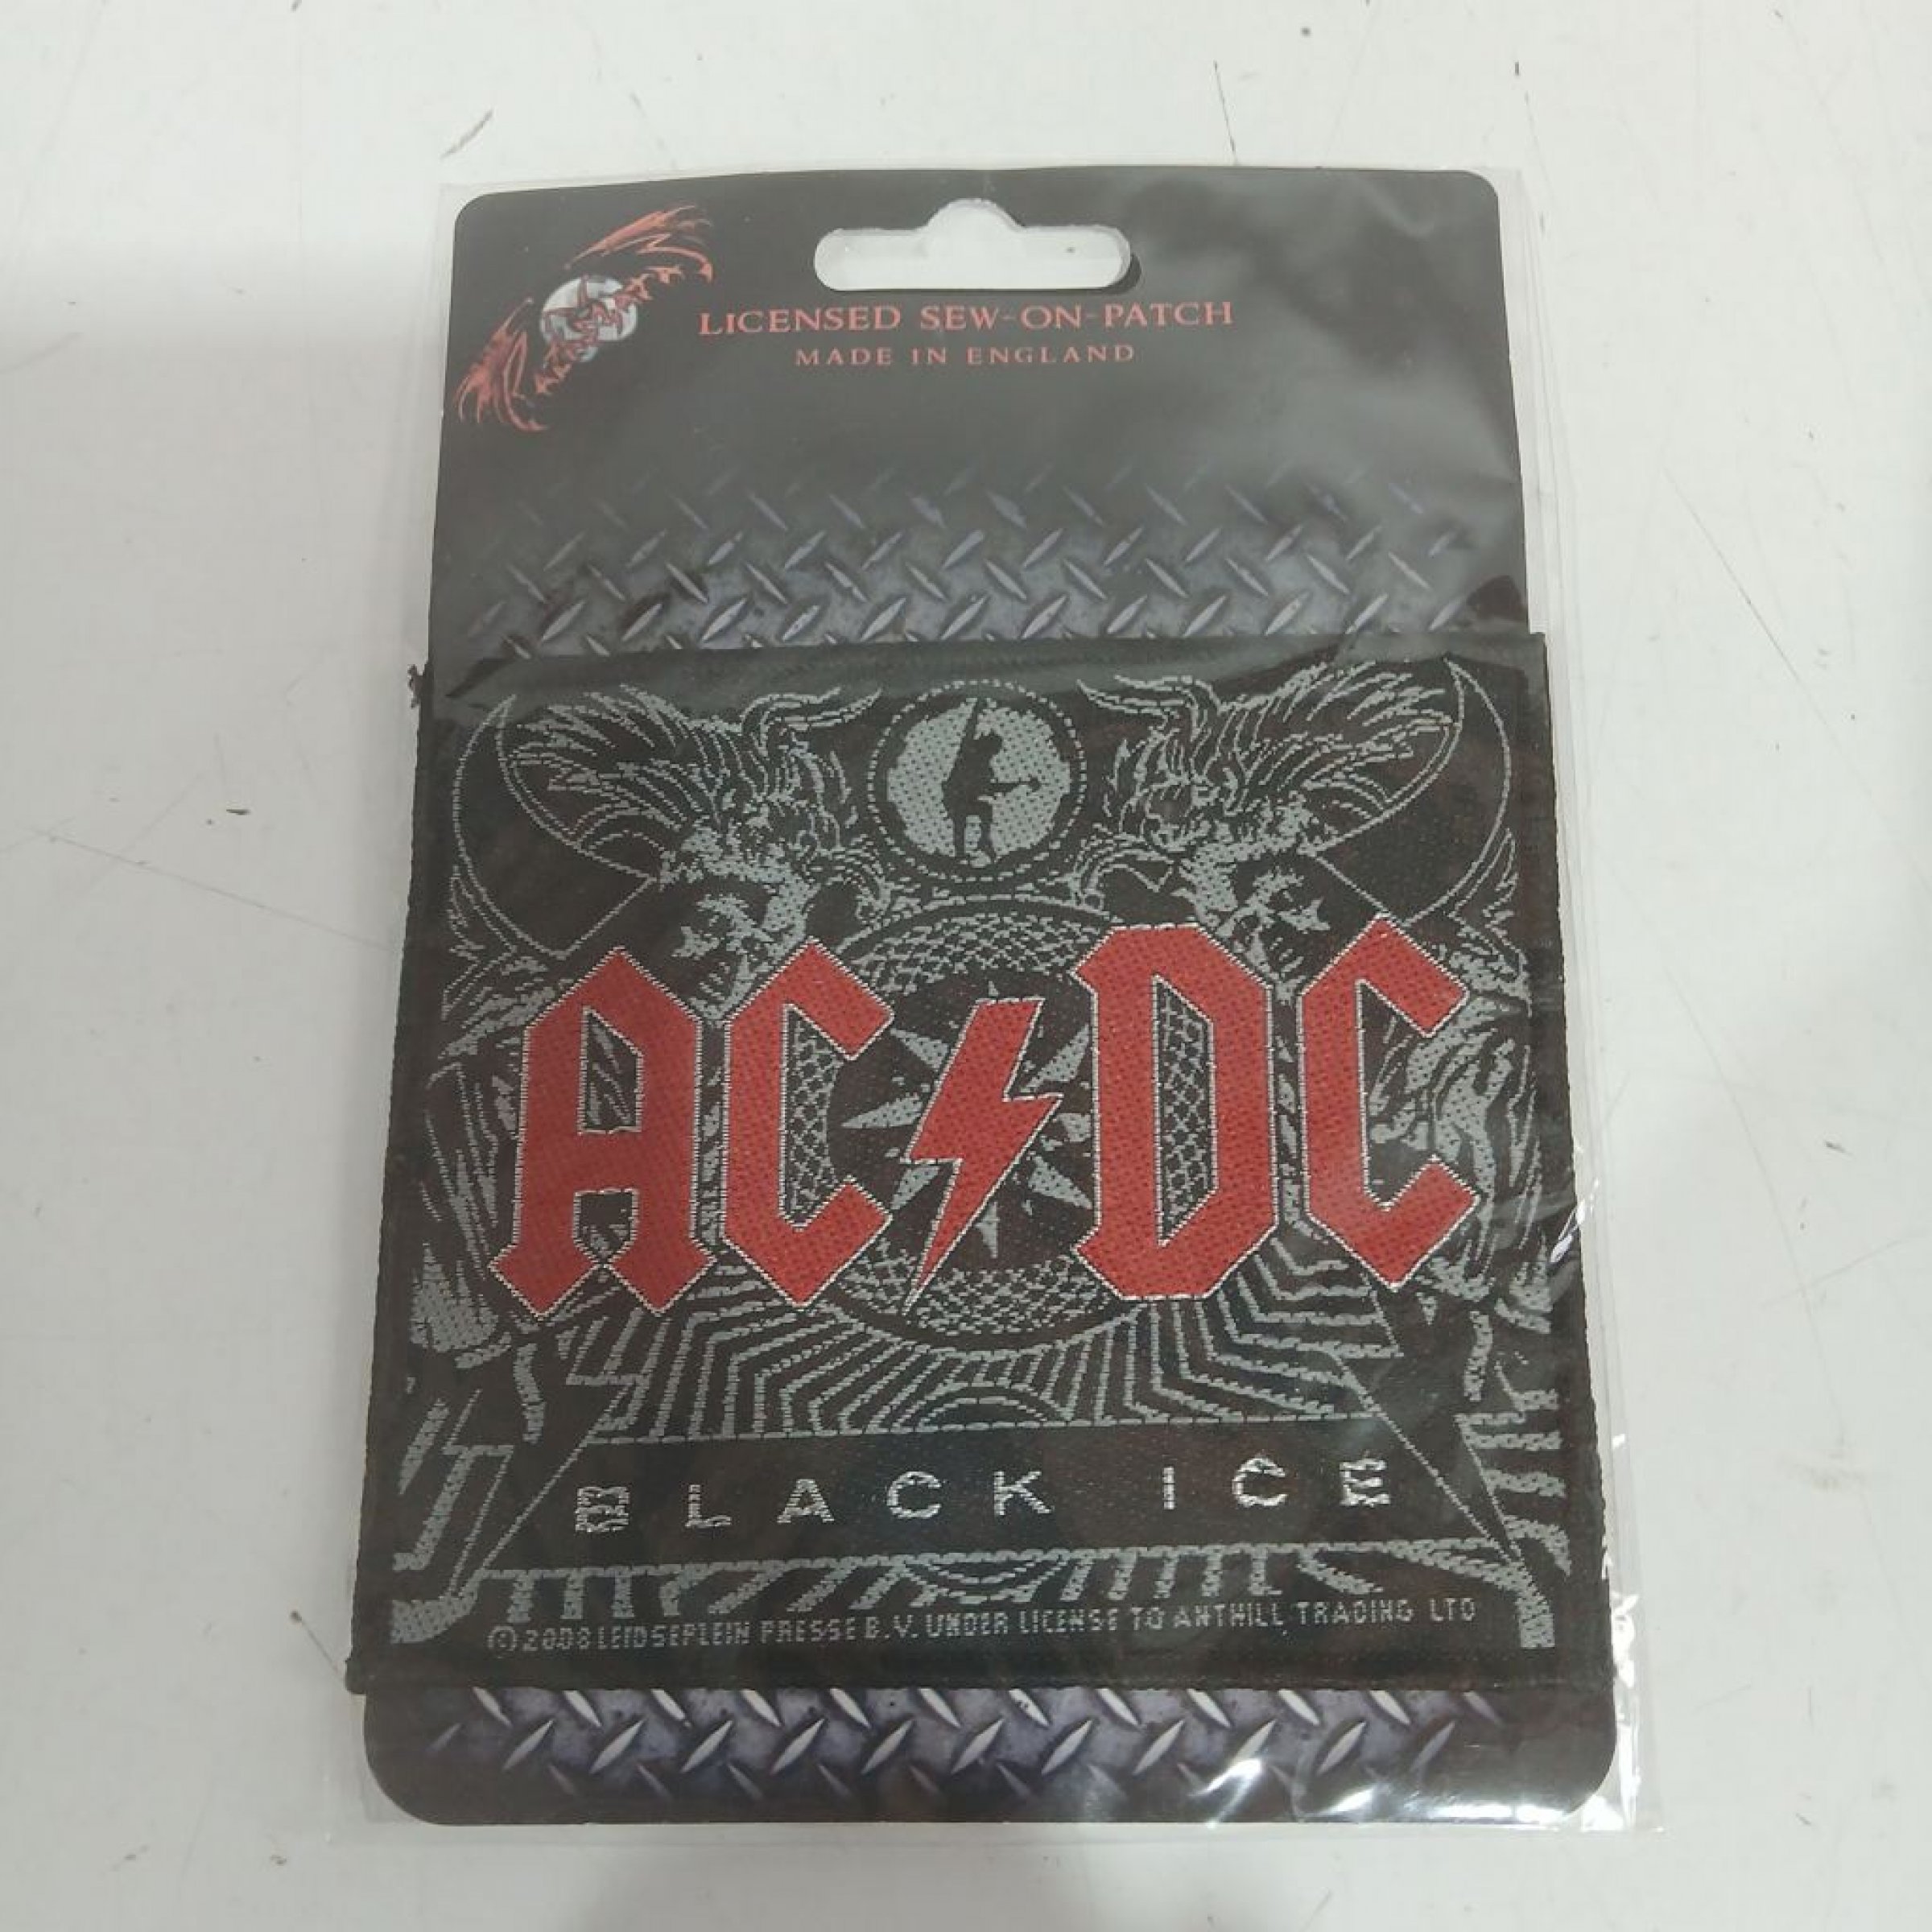 LICENSED SEW-ON-PATCH
MADE IN ENGLAND
AC⚡DC
BLACK ICE
© 2008 LEIDSEPLEIN PRESSE B.V. UNDER LICENSE TO ANTHILL TRADING LTD